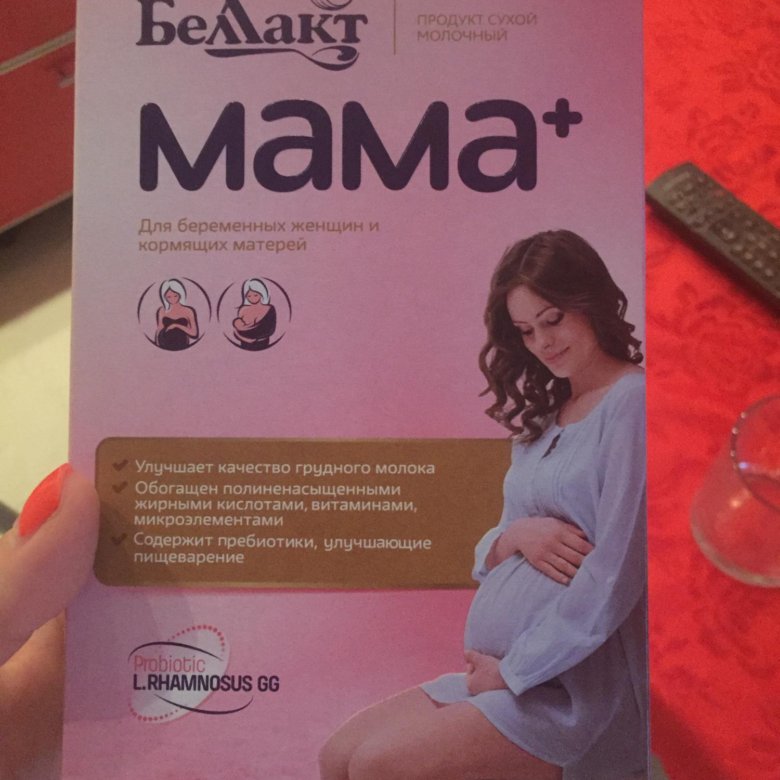 Беллакт
ПРОДУКТ СУХОЙ
МОЛОЧНЫЙ
мама+
Для беременных женщин и
кормящих матерей
Улучшает качество грудного молока
Обогащен полиненасыщенными
жирными кислотами, витаминами,
микроэлементами
Содержит пребиотики, улучшающие
пищеварение
Probiotic
L.RHAMNOSUS GG